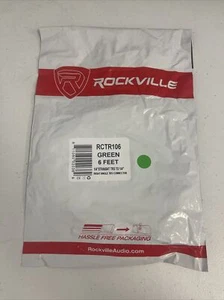 ROCKVILLE
RCTR106
GREEN
6 FEET
HASSLE FREE PACKAGING
RockvilleAudio.com